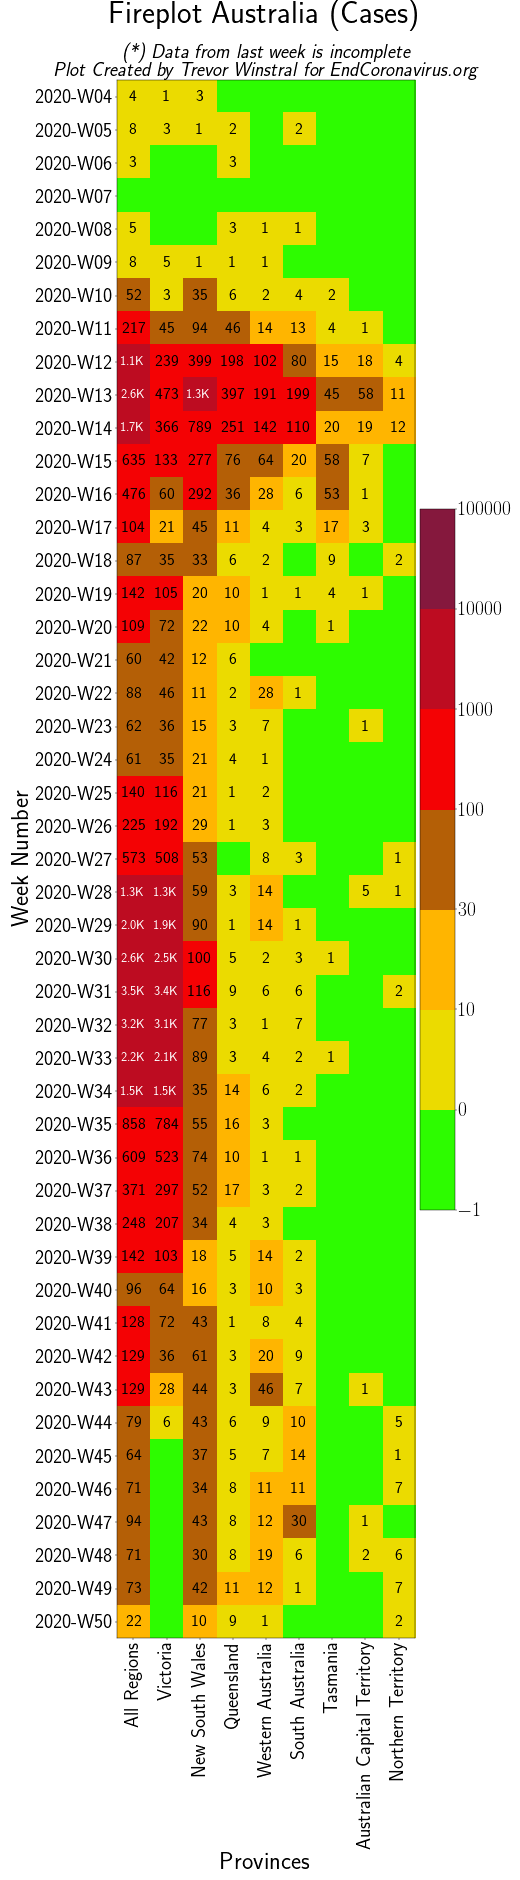 Fireplot Australia (Cases)
(*) Data from last week is incomplete
Plot Created by Trevor Winstral for EndCoronavirus.org
2020-W04 4 1 3
2020-W05 8 3 1 2 2
2020-W06 3 3
2020-W07
2020-W08 5 3 1 1
2020-W09 8 5 1 1 1
2020-W10 52 3 35 6 2 4 2
2020-W11 217 45 94 46 14 13 4 1
2020-W12 1.1K 239 399 198 102 80 15 18 4
2020-W13 2.6K 473 1.3K 397 191 199 45 58 11
2020-W14 1.7K 366 789 251 142 110 20 19 12
2020-W15 635 133 277 76 64 20 58 7
2020-W16 476 60 292 36 28 6 53 1
2020-W17 104 21 45 11 4 3 17 3
2020-W18 87 35 33 6 2 9 2
2020-W19 142 105 20 10 1 1 4 1
2020-W20 109 72 22 10 4 1
2020-W21 60 42 12 6
2020-W22 88 46 11 2 28 1
2020-W23 62 36 15 3 7 1
2020-W24 61 35 21 4 1
2020-W25 140 116 21 1 2
2020-W26 225 192 29 1 3
2020-W27 573 508 53 8 3 1
2020-W28 1.3K 1.3K 59 3 14 5 1
2020-W29 2.0K 1.9K 90 1 14 1
2020-W30 2.6K 2.5K 100 5 2 3 1
2020-W31 3.5K 3.4K 116 9 6 6 2
2020-W32 3.2K 3.1K 77 3 1 7
2020-W33 2.2K 2.1K 89 3 4 2 1
2020-W34 1.5K 1.5K 35 14 6 2
2020-W35 858 784 55 16 3
2020-W36 609 523 74 10 1 1
2020-W37 371 297 52 17 3 2
2020-W38 248 207 34 4 3
2020-W39 142 103 18 5 14 2
2020-W40 96 64 16 3 10 3
2020-W41 128 72 43 1 8 4
2020-W42 129 36 61 3 20 9
2020-W43 129 28 44 3 46 7 1
2020-W44 79 6 43 6 9 10 5
2020-W45 64 37 5 7 14 1
2020-W46 71 34 8 11 11 7
2020-W47 94 43 8 12 30 1
2020-W48 71 30 8 19 6 2 6
2020-W49 73 42 11 12 1 7
2020-W50 22 10 9 1 2
Week Number
All Regions
Victoria
New South Wales
Queensland
Western Australia
South Australia
Tasmania
Australian Capital Territory
Northern Territory
Provinces
100000
10000
1000
100
30
10
0
−1